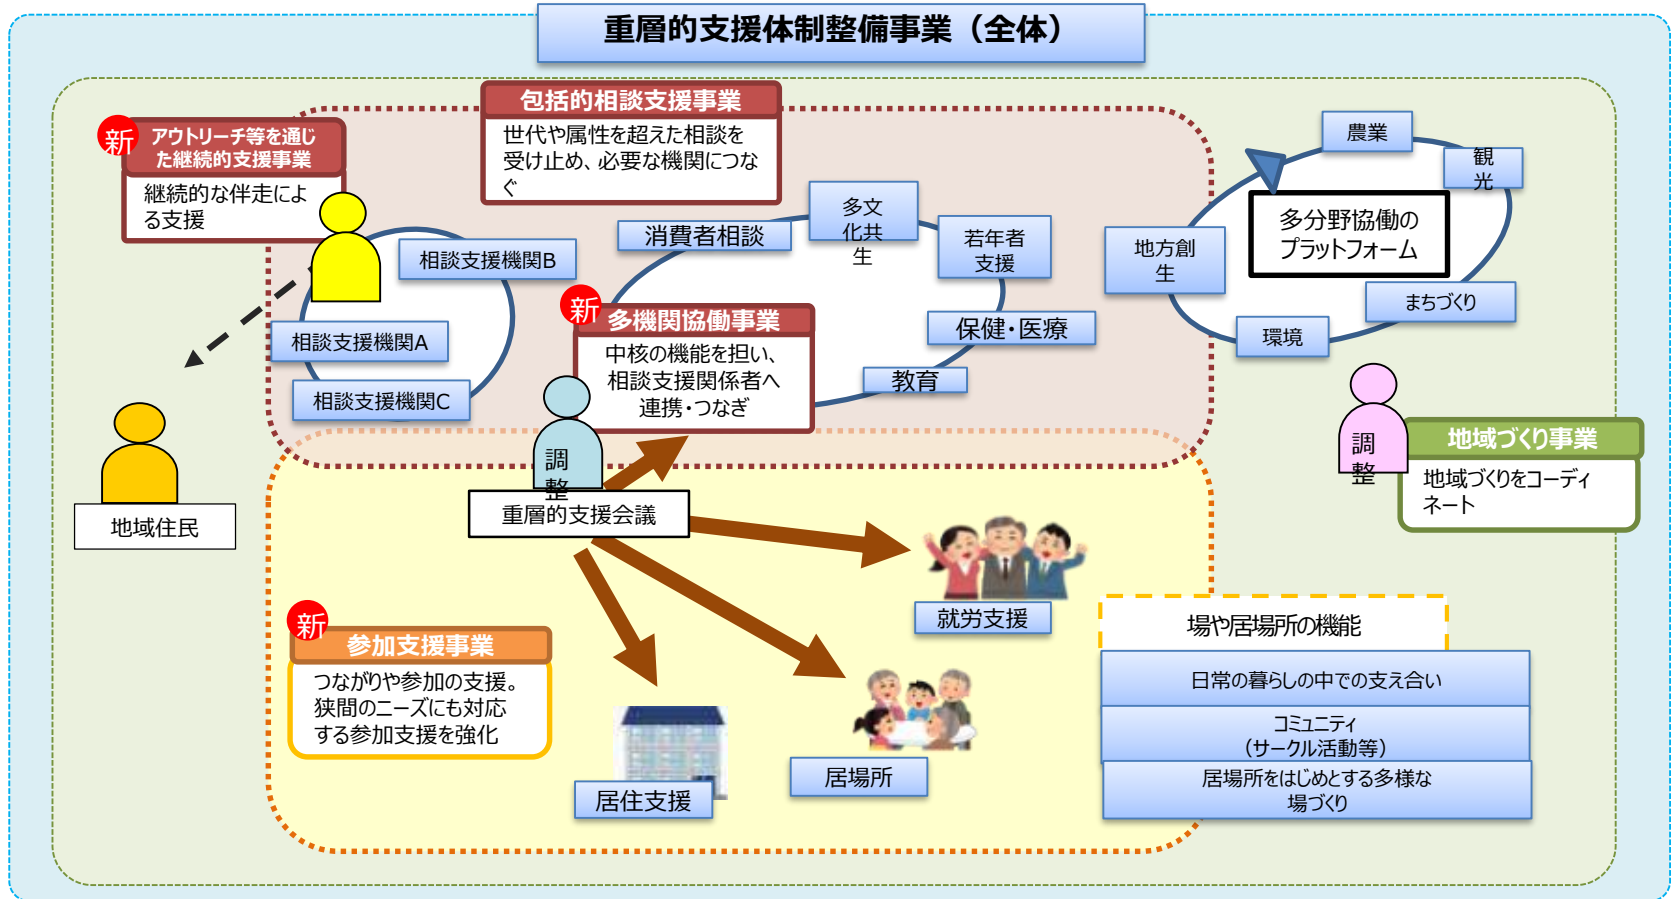 重層的支援体制整備事業（全体）
包括的相談支援事業
世代や属性を超えた相談を
受け止め、必要な機関につな
ぐ
新
アウトリーチ等を通じ
た継続的支援事業
継続的な伴走によ
る支援
相談支援機関B
相談支援機関A
相談支援機関C
消費者相談
多文
化共
生
若年者
支援
保健・医療
教育
新
多機関協働事業
中核の機能を担い、
相談支援関係者へ
連携・つなぎ
農業
観
光
多分野協働の
プラットフォーム
地方創
生
まちづくり
環境
調
整
地域づくり事業
地域づくりをコーディ
ネート
地域住民
調
整
重層的支援会議
新
参加支援事業
つながりや参加の支援。
狭間のニーズにも対応
する参加支援を強化
就労支援
居場所
居住支援
場や居場所の機能
日常の暮らしの中での支え合い
コミュニティ
（サークル活動等）
居場所をはじめとする多様な
場づくり